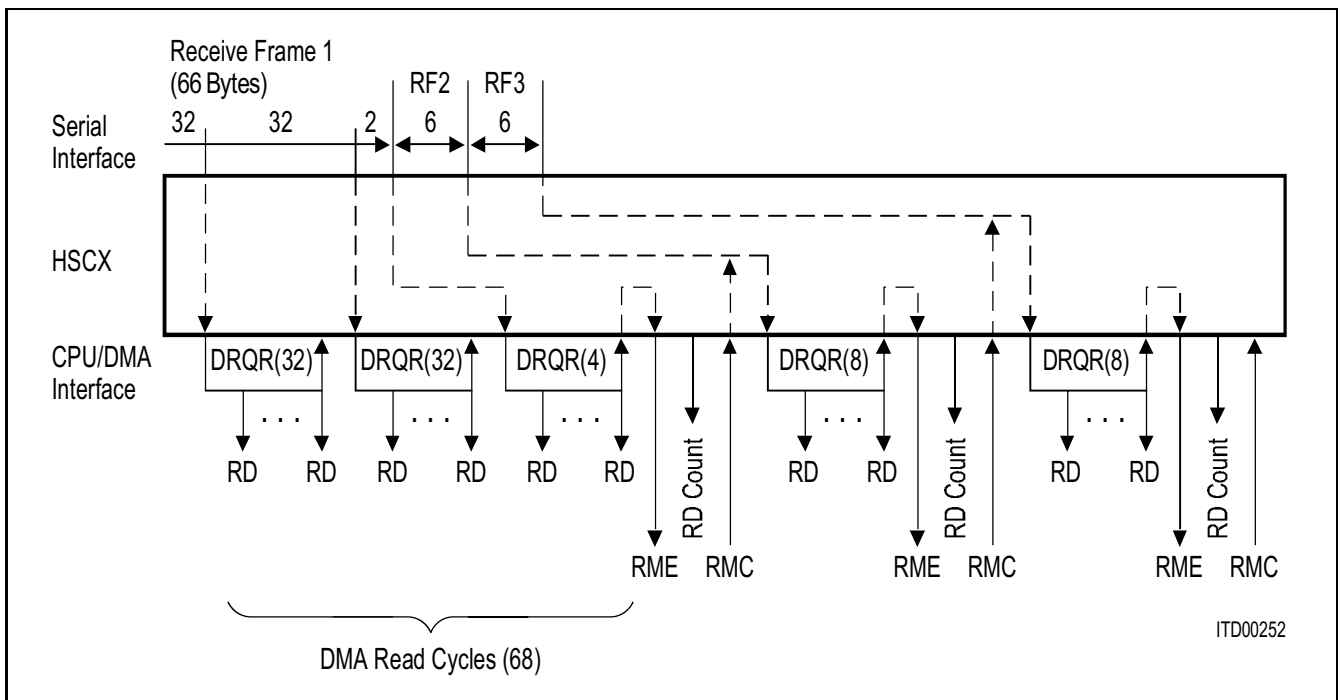 Receive Frame 1
(66 Bytes)
RF2 RF3
Serial
Interface
32 32 2 6 6
HSCX
CPU/DMA
Interface
DRQR(32) DRQR(32) DRQR(4) DRQR(8) DRQR(8)
. . . . . . . . . . . . . . .
RD RD RD RD RD RD RD RD RD RD
RD Count RD Count RD Count
RME RMC RME RMC RME RMC
DMA Read Cycles (68)
ITD00252